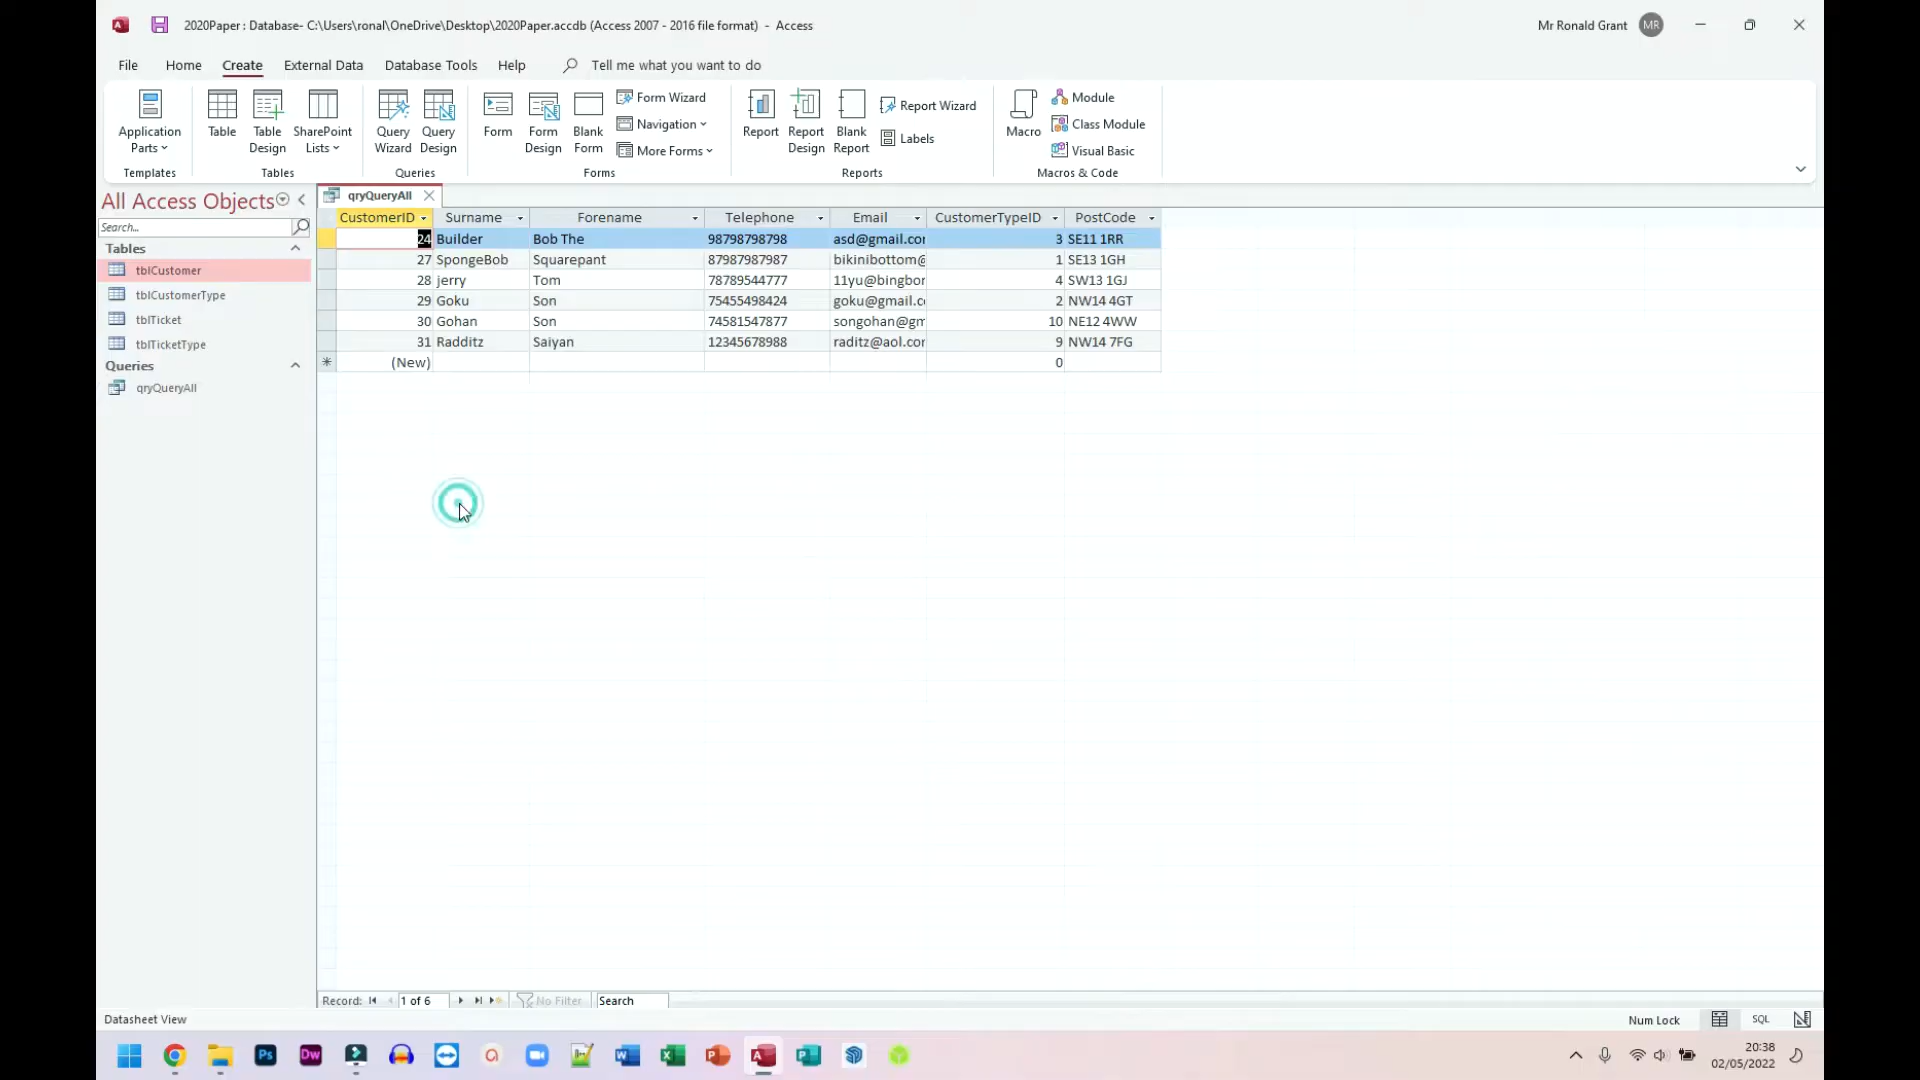 2020Paper : Database- C:\Users\ronal\OneDrive\Desktop\2020Paper.accdb (Access 2007 - 2016 file format) - Access
Mr Ronald Grant MR
File Home Create External Data Database Tools Help Tell me what you want to do
Application Parts
Templates
Table
Table Design
SharePoint Lists
Tables
Query Wizard
Query Design
Queries
Form
Form Design
Blank Form
Form Wizard
Navigation
More Forms
Forms
Report
Report Design
Blank Report
Report Wizard
Labels
Reports
Macro
Module
Class Module
Visual Basic
Macros & Code
All Access Objects
Search...
Tables
tblCustomer
tblCustomerType
tblTicket
tblTicketType
Queries
qryQueryAll
qryQueryAll
CustomerID Surname Forename Telephone Email CustomerTypeID PostCode
24 Builder Bob The 98798798798 asd@gmail.cor 3 SE11 1RR
27 SpongeBob Squarepant 87987987987 bikinibottom@ 1 SE13 1GH
28 jerry Tom 78789544777 11yu@bingbor 4 SW13 1GJ
29 Goku Son 75455498424 goku@gmail.c 2 NW14 4GT
30 Gohan Son 74581547877 songohan@gm 10 NE12 4WW
31 Radditz Saiyan 12345678988 raditz@aol.cor 9 NW14 7FG
* (New) 0
Record: 1 of 6 No Filter Search
Datasheet View
Num Lock SQL
Ps Dw
20:38
02/05/2022